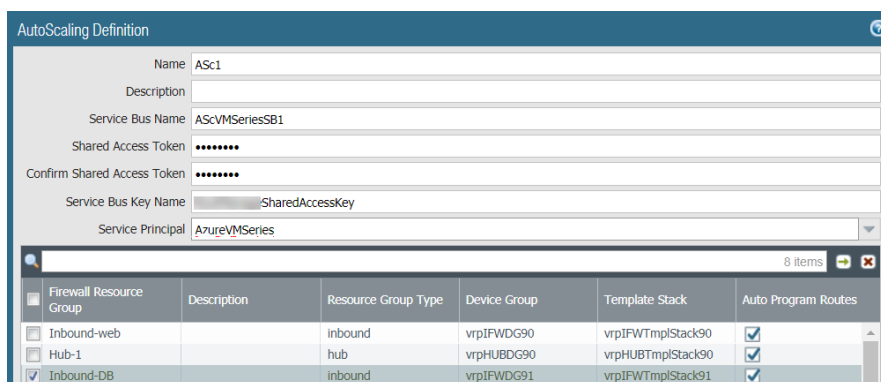 AutoScaling Definition
Name ASc1
Description
Service Bus Name AScVMSeriesSB1
Shared Access Token ••••••••
Confirm Shared Access Token ••••••••
Service Bus Key Name SharedAccessKey
Service Principal AzureVMSeries
8 items
Firewall Resource Group Description Resource Group Type Device Group Template Stack Auto Program Routes
Inbound-web inbound vrpIFWDG90 vrpIFWTmplStack90
Hub-1 hub vrpHUBDG90 vrpHUBTmplStack90
Inbound-DB inbound vrpIFWDG91 vrpIFWTmplStack91